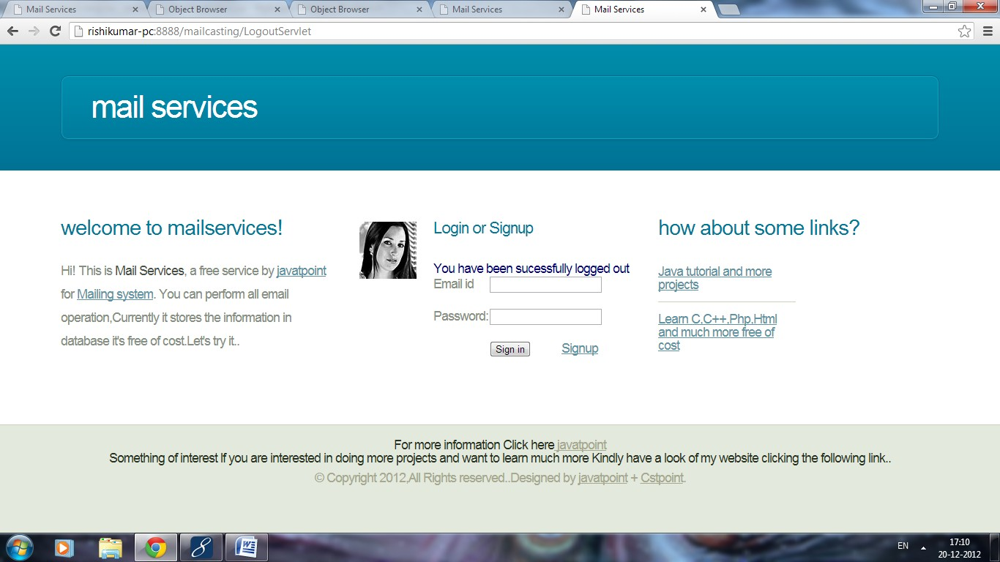 Mail Services
Object Browser
Object Browser
Mail Services
Mail Services
rishikumar-pc:8888/mailcasting/LogoutServlet
mail services
welcome to mailservices!
Hi! This is Mail Services, a free service by javatpoint
for Mailing system. You can perform all email
operation,Currently it stores the information in
database it's free of cost.Let's try it..
Login or Signup
You have been sucessfully logged out
Email id
Password:
Sign in
Signup
how about some links?
Java tutorial and more
projects
Learn C,C++,Php,Html
and much more free of
cost
For more information Click here javatpoint
Something of interest If you are interested in doing more projects and want to learn much more Kindly have a look of my website clicking the following link..
© Copyright 2012,All Rights reserved..Designed by javatpoint + Cstpoint.
EN
17:10
20-12-2012